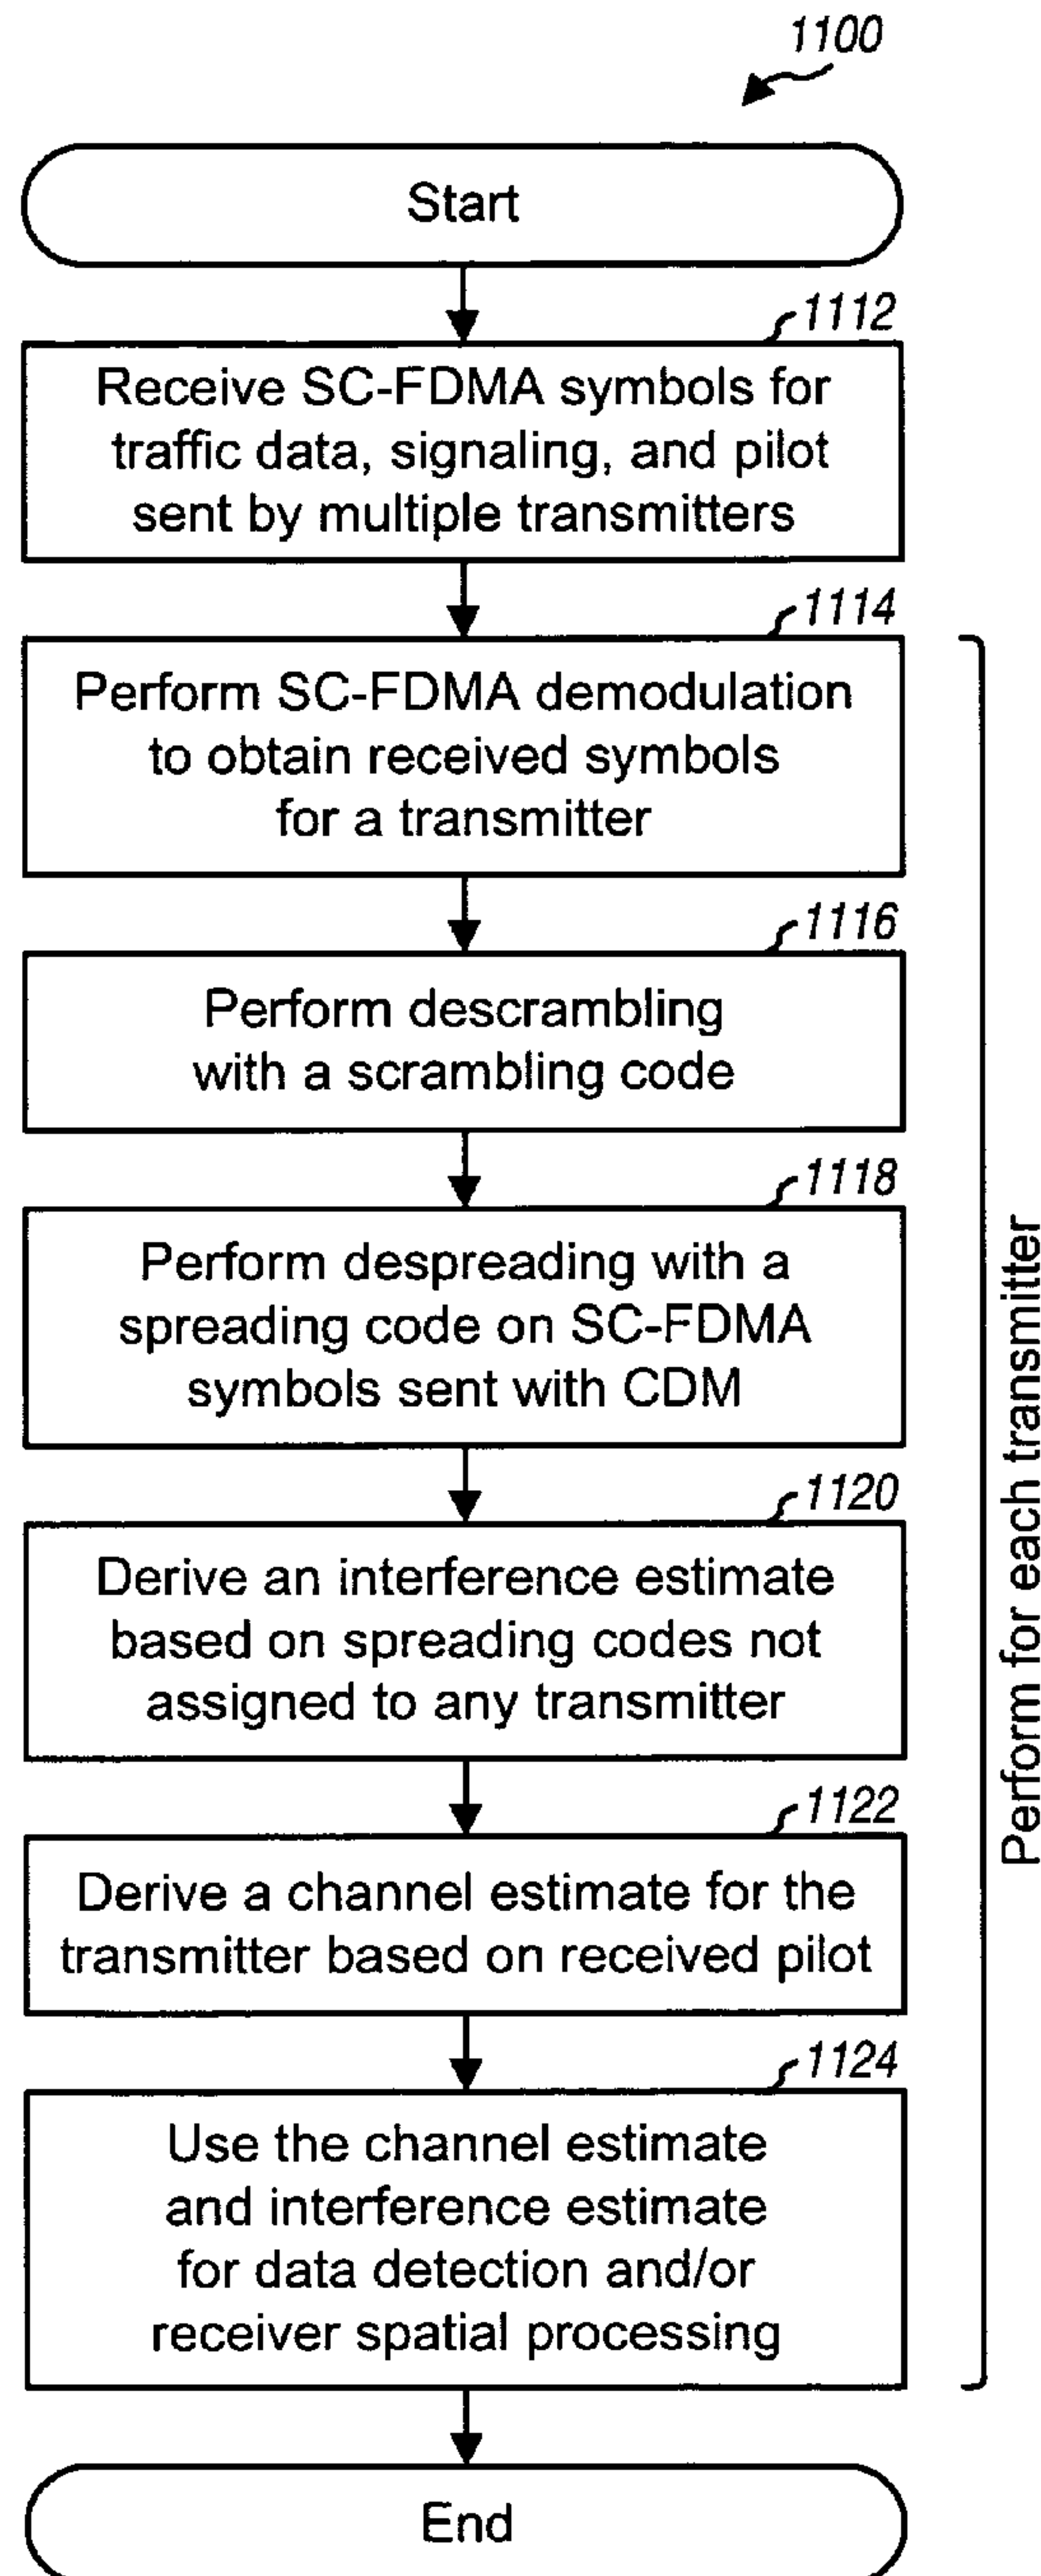 1100
Start
1112
Receive SC-FDMA symbols for
traffic data, signaling, and pilot
sent by multiple transmitters
1114
Perform SC-FDMA demodulation
to obtain received symbols
for a transmitter
1116
Perform descrambling
with a scrambling code
1118
Perform despreading with a
spreading code on SC-FDMA
symbols sent with CDM
1120
Derive an interference estimate
based on spreading codes not
assigned to any transmitter
1122
Derive a channel estimate for the
transmitter based on received pilot
1124
Use the channel estimate
and interference estimate
for data detection and/or
receiver spatial processing
Perform for each transmitter
End